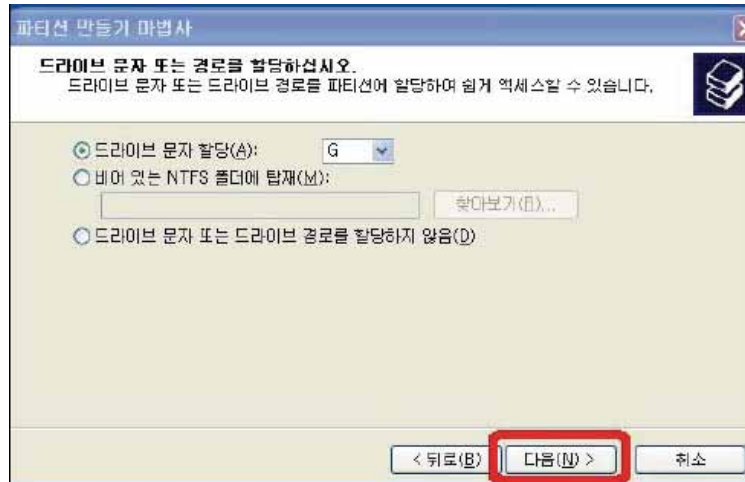 파티션 만들기 마법사
드라이브 문자 또는 경로를 할당하십시오.
드라이브 문자 또는 드라이브 경로를 파티션에 할당하여 쉽게 액세스할 수 있습니다.
드라이브 문자 할당(A): G
비어 있는 NTFS 폴더에 탑재(M):
찾아보기(R)...
드라이브 문자 또는 드라이브 경로를 할당하지 않음(D)
< 뒤로(B) 다음(N) > 취소